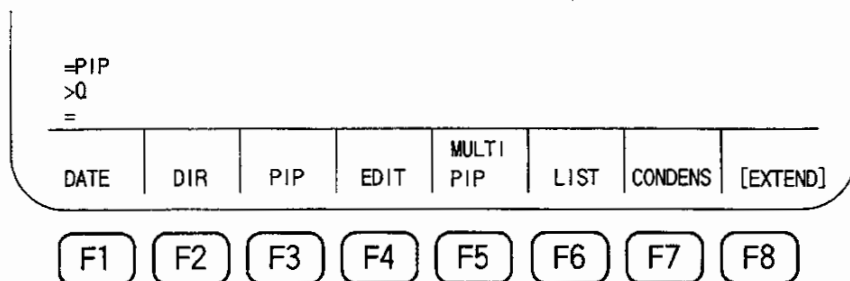 =PIP
>Q
=
MULTI
DATE DIR PIP EDIT PIP LIST CONDENS [EXTEND]
F1 F2 F3 F4 F5 F6 F7 F8